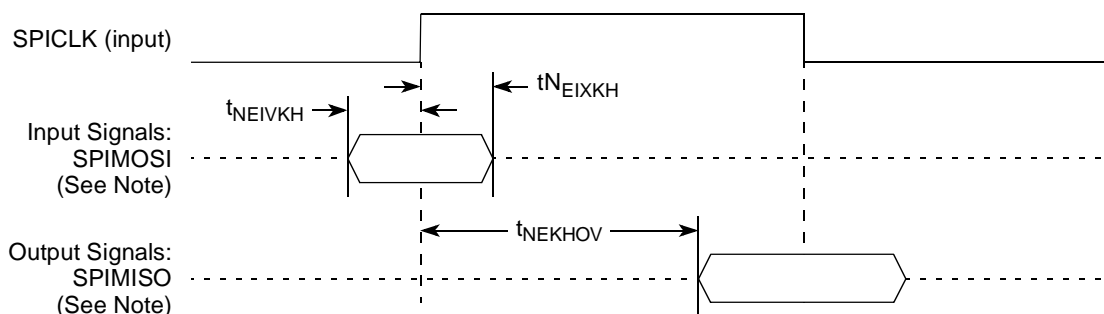 SPICLK (input)
tNEIXKH
tNEIVKH
Input Signals:
SPIMOSI
(See Note)
tNEKHOV
Output Signals:
SPIMISO
(See Note)